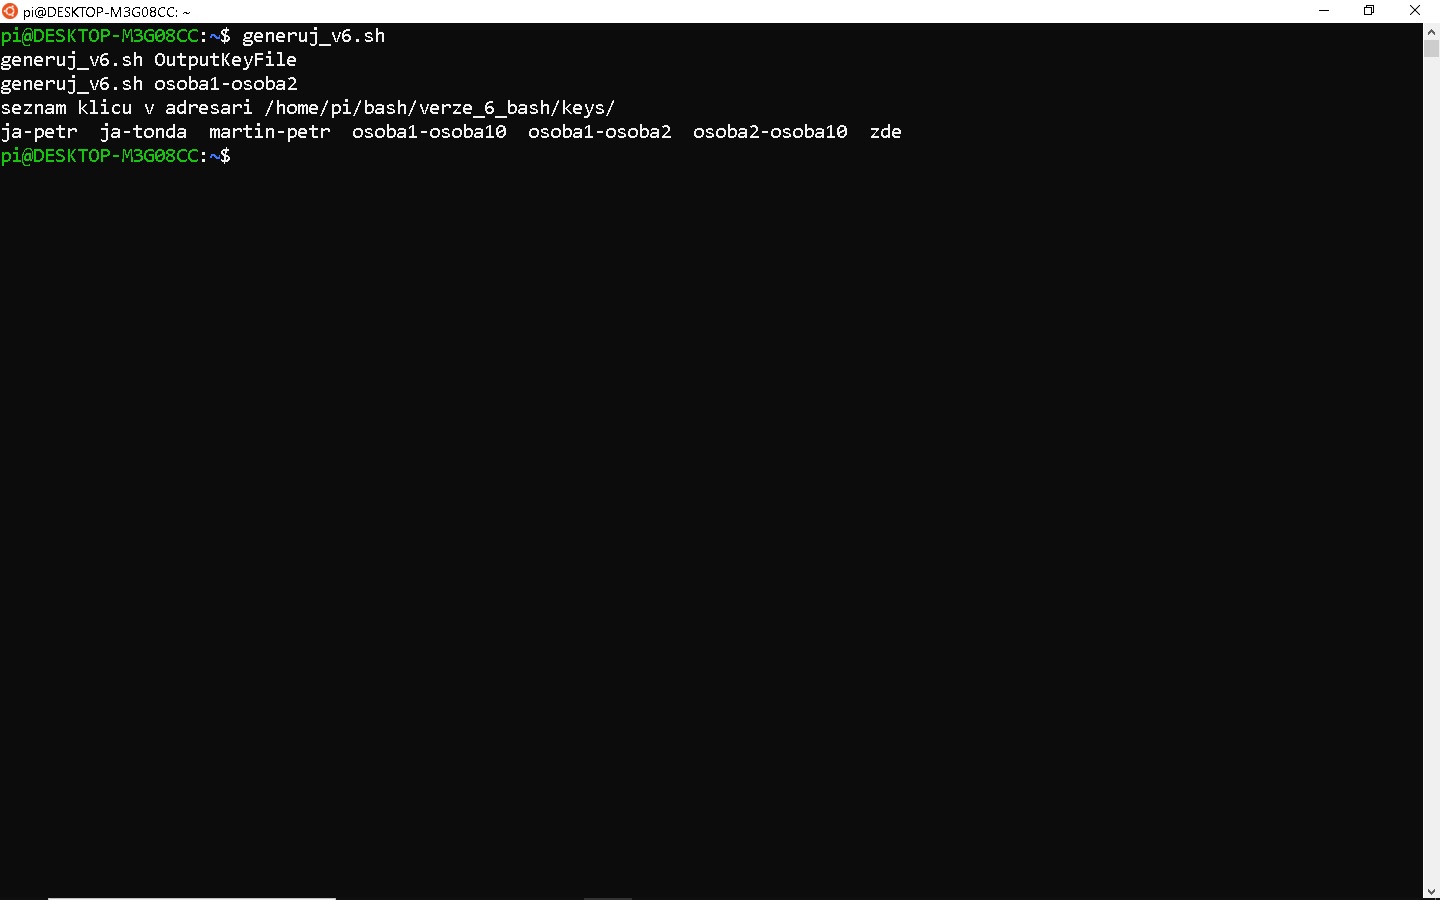 pi@DESKTOP-M3G08CC: ~
pi@DESKTOP-M3G08CC:~$ generuj_v6.sh
generuj_v6.sh OutputKeyFile
generuj_v6.sh osoba1-osoba2
seznam klicu v adresari /home/pi/bash/verze_6_bash/keys/
ja-petr  ja-tonda  martin-petr  osoba1-osoba10  osoba1-osoba2  osoba2-osoba10  zde
pi@DESKTOP-M3G08CC:~$